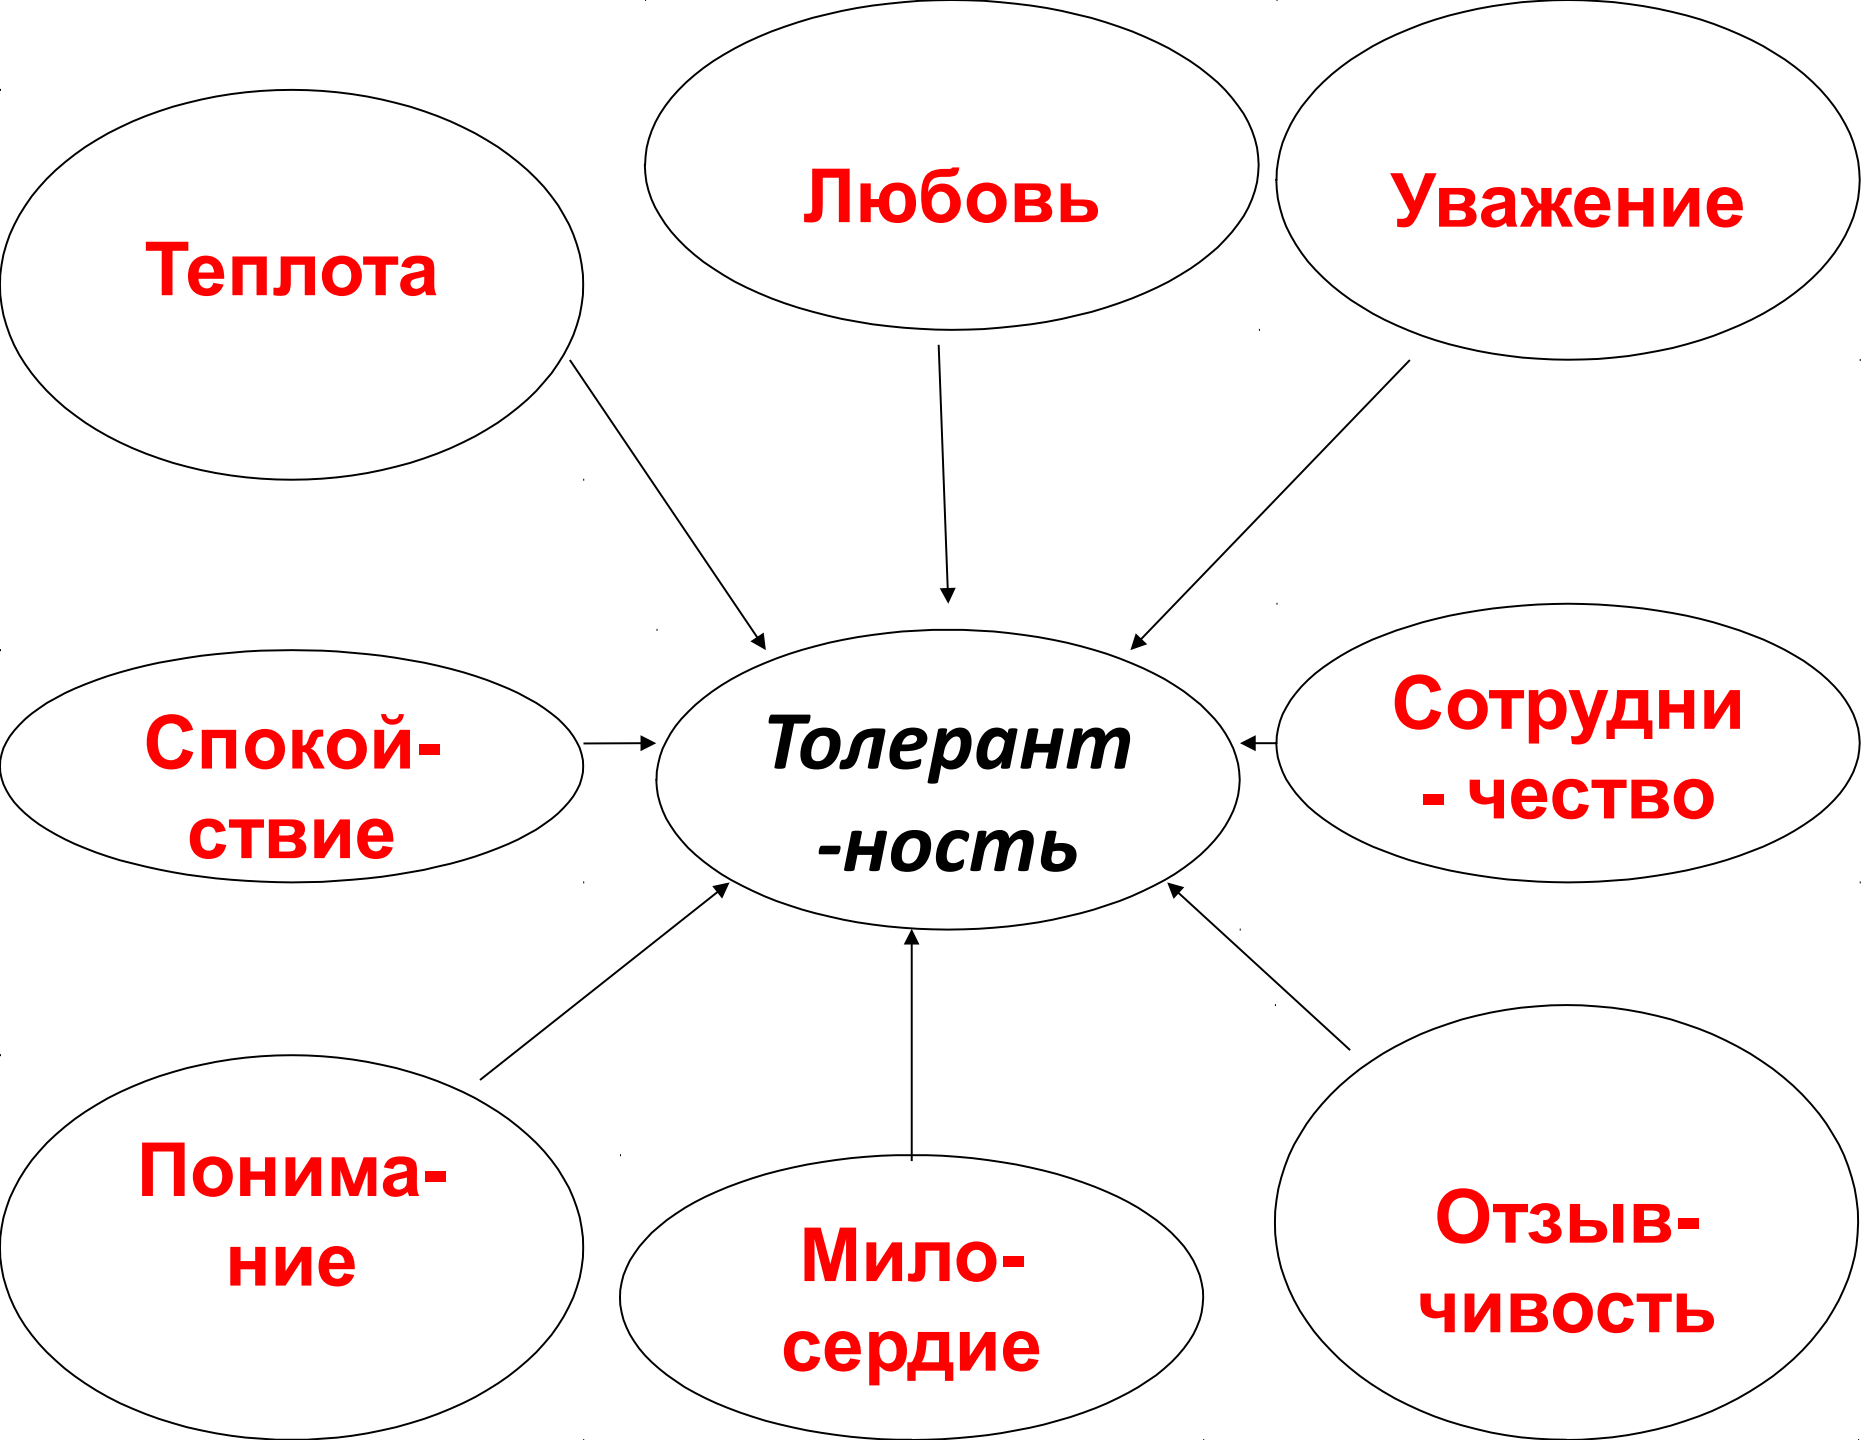 Теплота
Любовь
Уважение
Спокой-
ствие
Толерант
-ность
Сотрудни
- чество
Понима-
ние
Мило-
сердие
Отзыв-
чивость